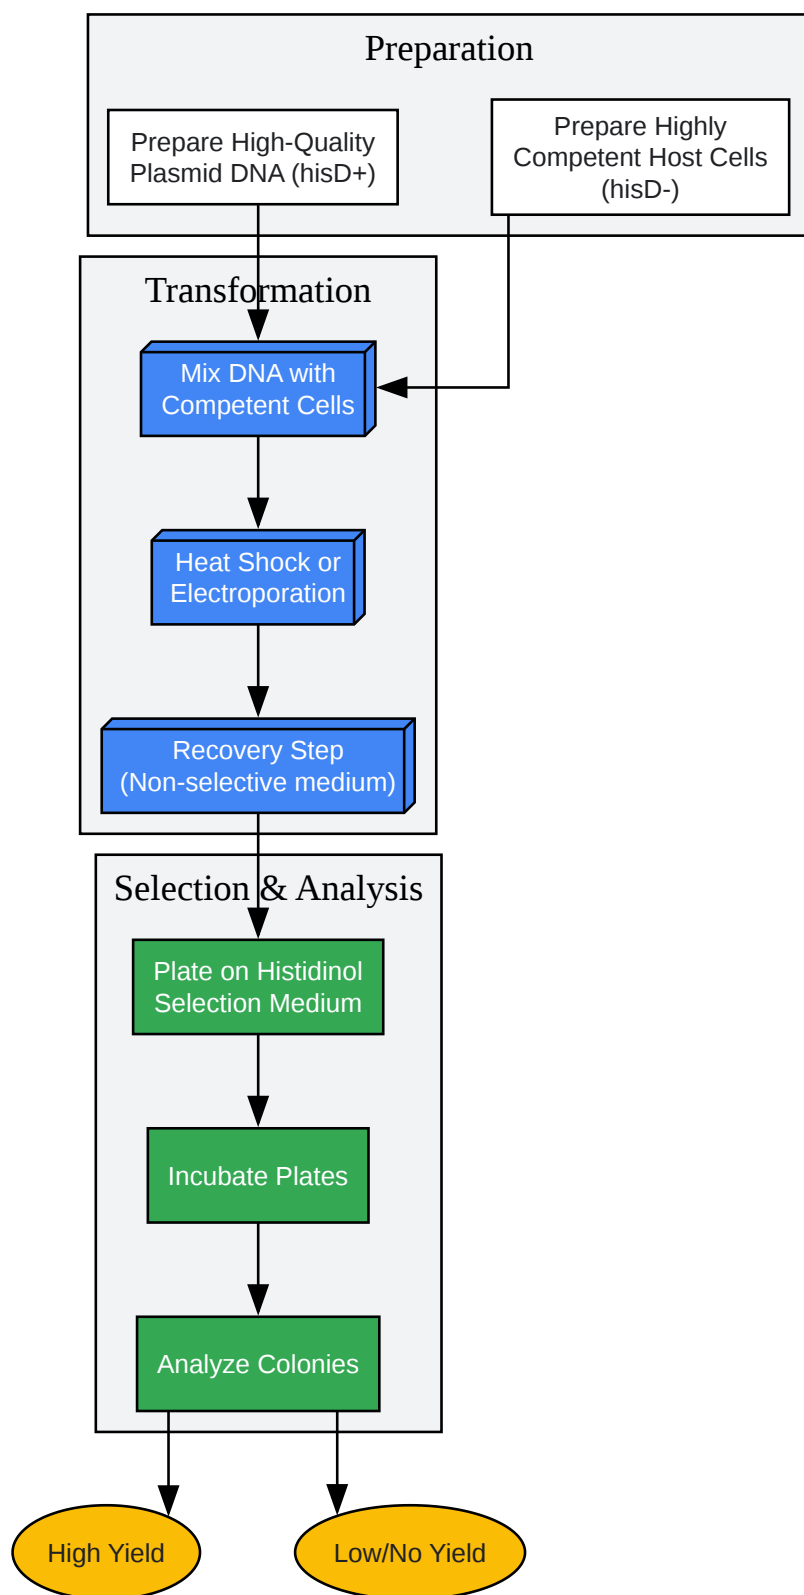 Preparation
Prepare High-Quality
Plasmid DNA (hisD+)
Prepare Highly
Competent Host Cells
(hisD-)
Transformation
Mix DNA with
Competent Cells
Heat Shock or
Electroporation
Recovery Step
(Non-selective medium)
Selection & Analysis
Plate on Histidinol
Selection Medium
Incubate Plates
Analyze Colonies
High Yield
Low/No Yield